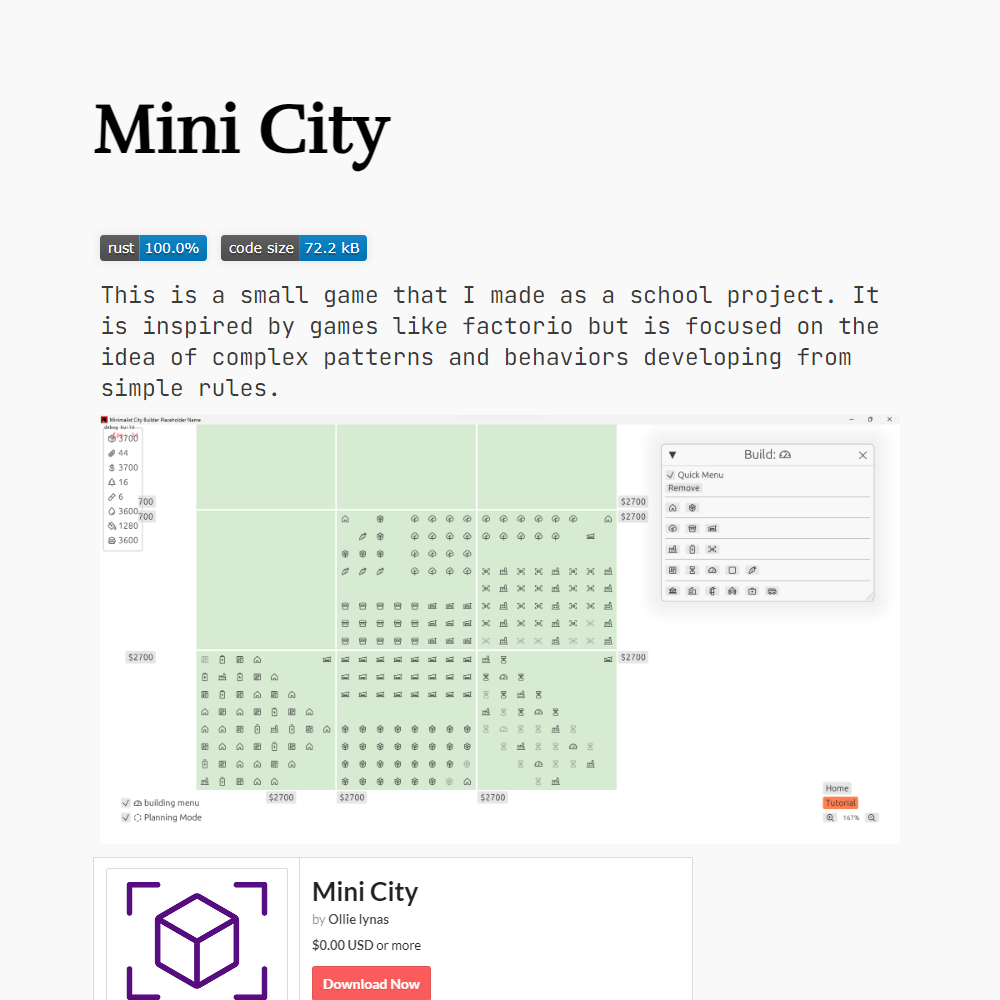 Mini City
rust 100.0% code size 72.2 kB
This is a small game that I made as a school project. It
is inspired by games like factorio but is focused on the
idea of complex patterns and behaviors developing from
simple rules.
Minimalist City Builder Placeholder Name
debug build
3700
44
$ 3700
16
6
3600
1280
3600
700
700
$2700
$2700
$2700
$2700
$2700
$2700
$2700
Build:
Quick Menu
Remove
building menu
Planning Mode
Home
Tutorial
167%
Mini City
by Ollie lynas
$0.00 USD or more
Download Now